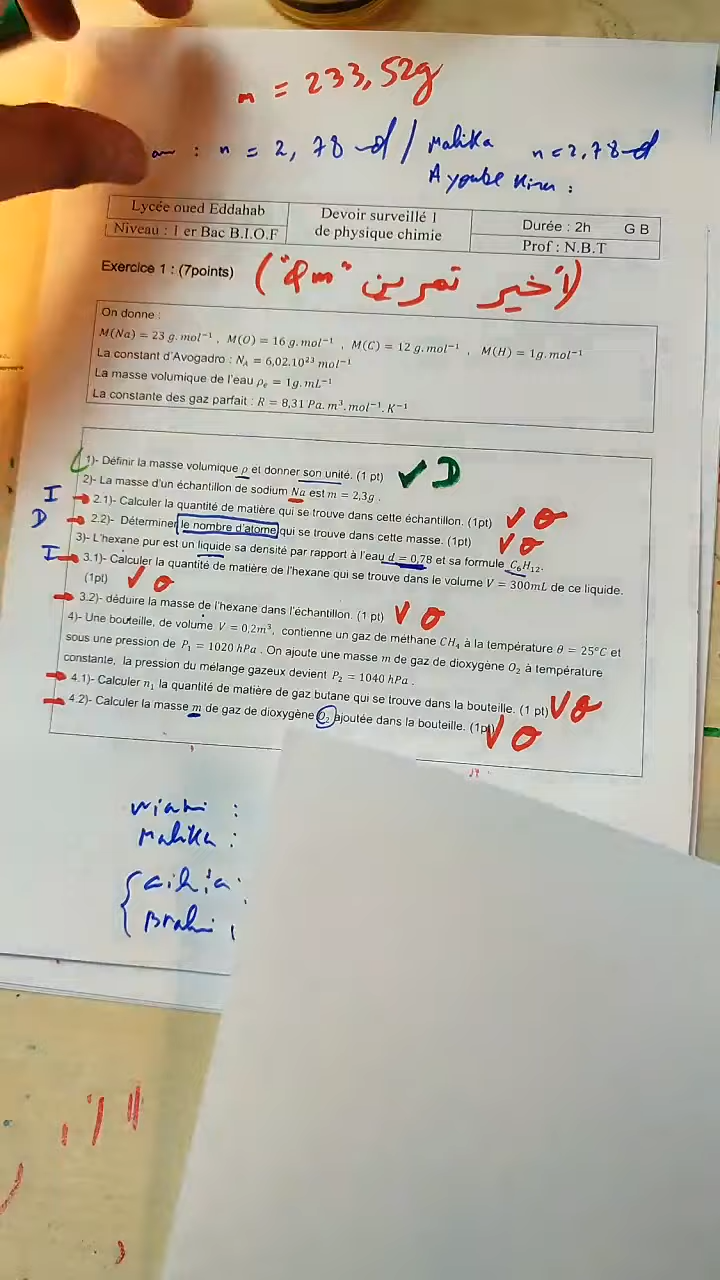 m = 233,52g
: n = 2,78 / Malika n = 2,78
Ayoube
Lycée oued Eddahab
Niveau : 1 er Bac B.I.O.F
Devoir surveillé 1
de physique chimie
Durée : 2h G B
Prof : N.B.T
Exercice 1 : (7points) (أخير تمرين "Pm")
On donne :
M(Na) = 23 g.mol⁻¹ , M(O) = 16 g.mol⁻¹ , M(C) = 12 g.mol⁻¹ , M(H) = 1g.mol⁻¹
La constant d'Avogadro : N_A = 6,02.10²³ mol⁻¹
La masse volumique de l'eau ρₑ = 1g.mL⁻¹
La constante des gaz parfait : R = 8,31 Pa.m³.mol⁻¹.K⁻¹
1)- Définir la masse volumique ρ et donner son unité. (1 pt) ✓ D
2)- La masse d'un échantillon de sodium Na est m = 2,3g .
I 2.1)- Calculer la quantité de matière qui se trouve dans cette échantillon. (1pt)
D 2.2)- Déterminer le nombre d'atome qui se trouve dans cette masse. (1pt)
3)- L'hexane pur est un liquide sa densité par rapport à l'eau d = 0,78 et sa formule C₆H₁₂.
I 3.1)- Calculer la quantité de matière de l'hexane qui se trouve dans le volume V = 300mL de ce liquide.
(1pt)
3.2)- déduire la masse de l'hexane dans l'échantillon. (1 pt)
4)- Une bouteille, de volume V = 0,2m³, contienne un gaz de méthane CH₄ à la température θ = 25°C et
sous une pression de P₁ = 1020 hPa . On ajoute une masse m de gaz de dioxygène O₂ à température
constante, la pression du mélange gazeux devient P₂ = 1040 hPa .
4.1)- Calculer n₁ la quantité de matière de gaz butane qui se trouve dans la bouteille. (1 pt)
4.2)- Calculer la masse m de gaz de dioxygène O₂ ajoutée dans la bouteille. (1pt)
Malika :